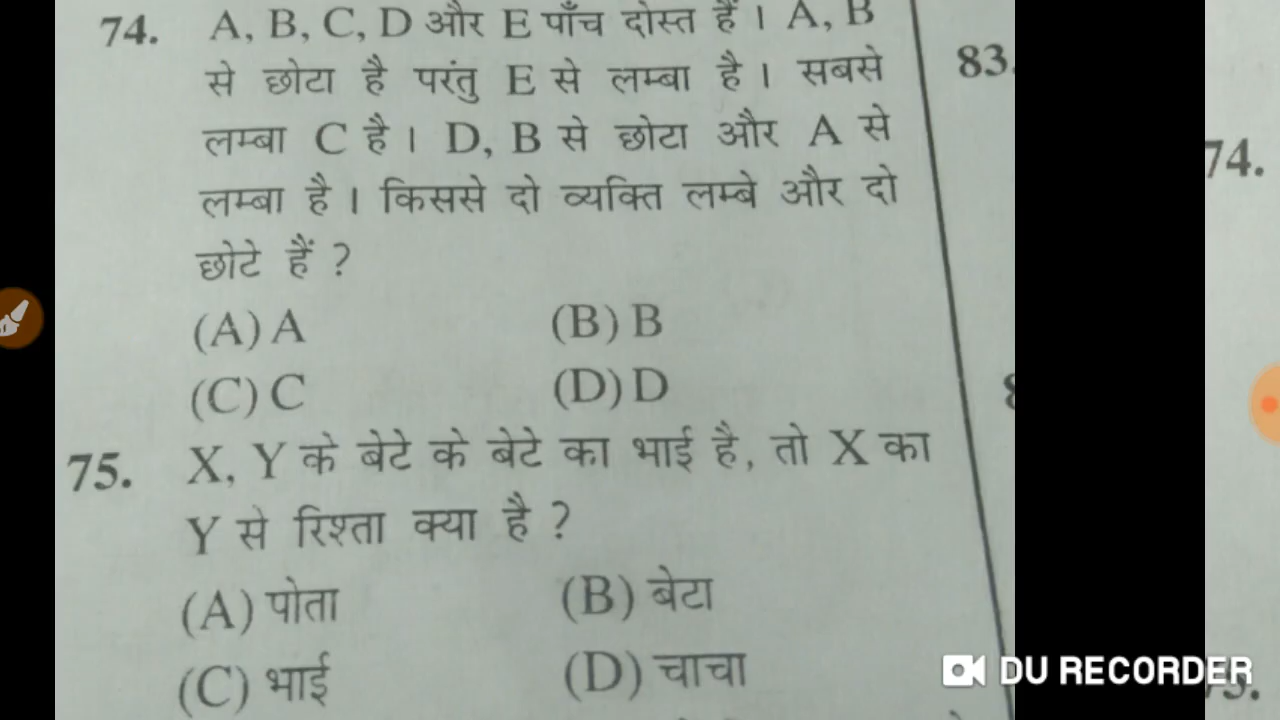 74. A, B, C, D और E पाँच दोस्त हैं । A, B
से छोटा है परंतु E से लम्बा है । सबसे
लम्बा C है । D, B से छोटा और A से
लम्बा है । किससे दो व्यक्ति लम्बे और दो
छोटे हैं ?
(A) A (B) B
(C) C (D) D
75. X, Y के बेटे के बेटे का भाई है, तो X का
Y से रिश्ता क्या है ?
(A) पोता (B) बेटा
(C) भाई (D) चाचा
83.
74.
DU RECORDER